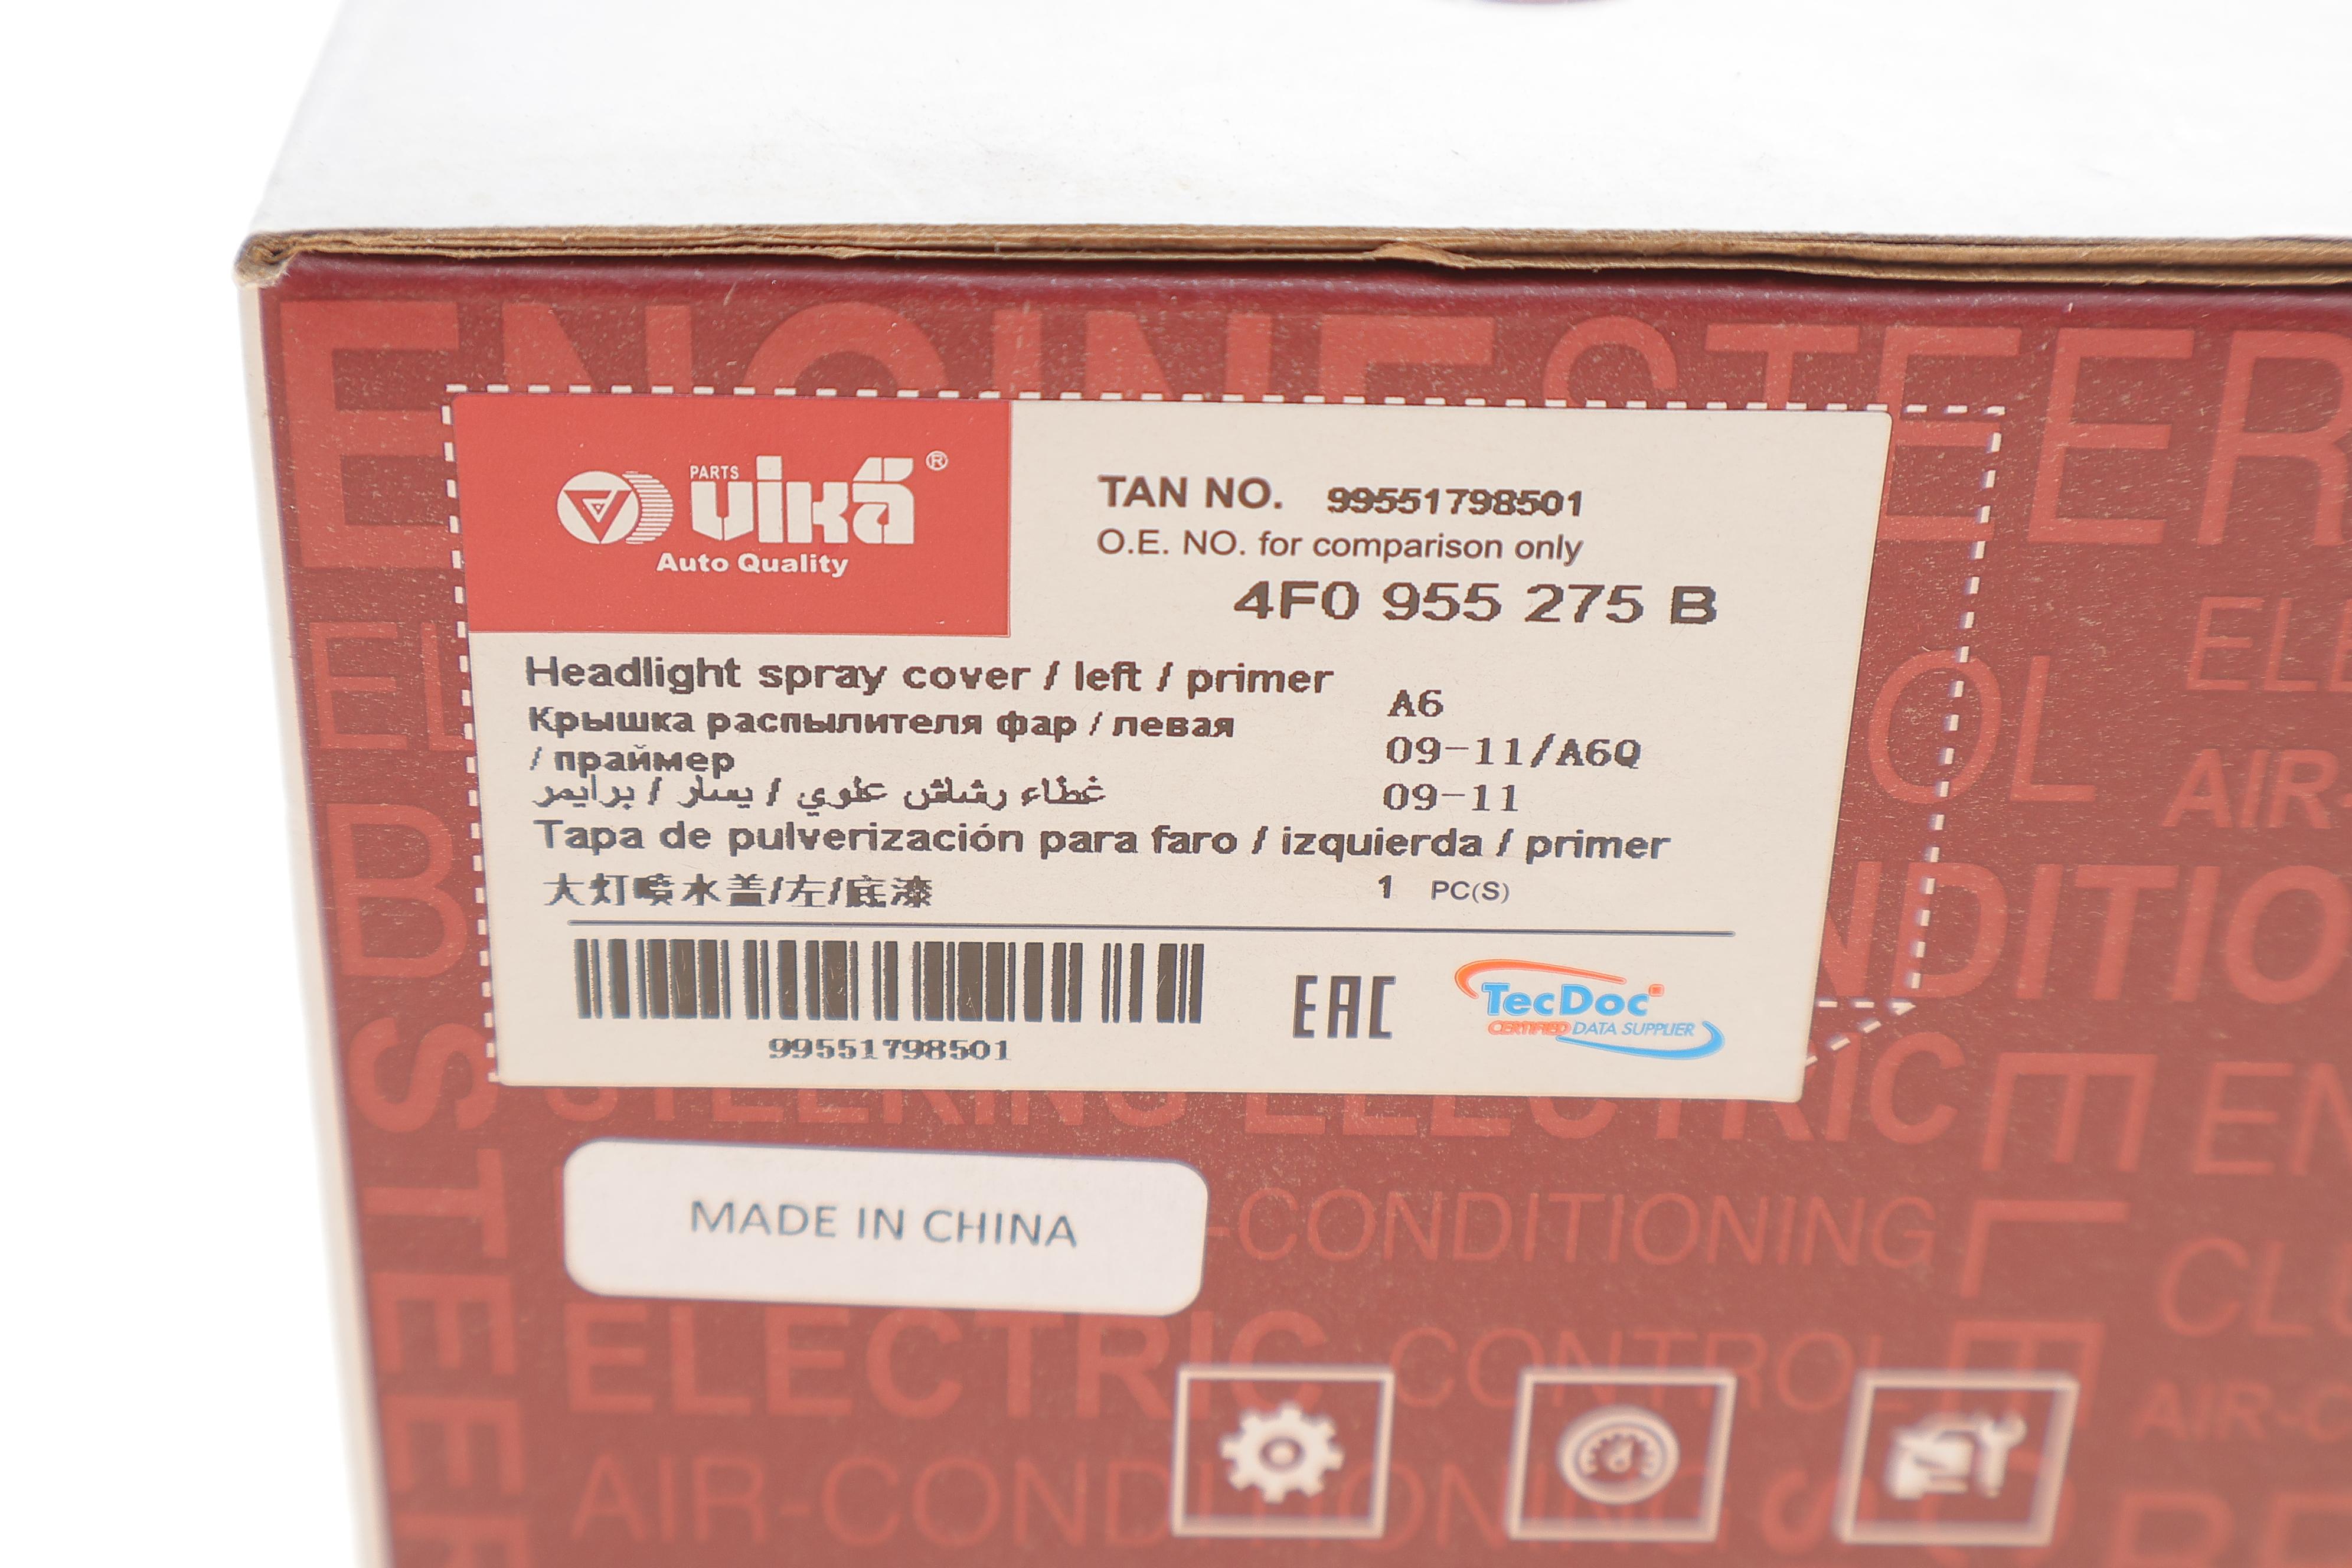 ENGINE STEER
PARTS
vika ®
Auto Quality
TAN NO. 99551798501
O.E. NO. for comparison only
4F0 955 275 B
Headlight spray cover / left / primer
Крышка распылителя фар / левая
/ праймер
غطاء رشاش علوي / يسار / برايمر
A6
09-11/A6Q
09-11
Tapa de pulverización para faro / izquierda / primer
大灯喷水盖/左/底漆
1 PC(S)
99551798501
EAC
TecDoc
CERTIFIED DATA SUPPLIER
STEERING ELECTRIC
MADE IN CHINA
-CONDITIONING
ELECTRIC CONTROL
AIR-CONDITIONING